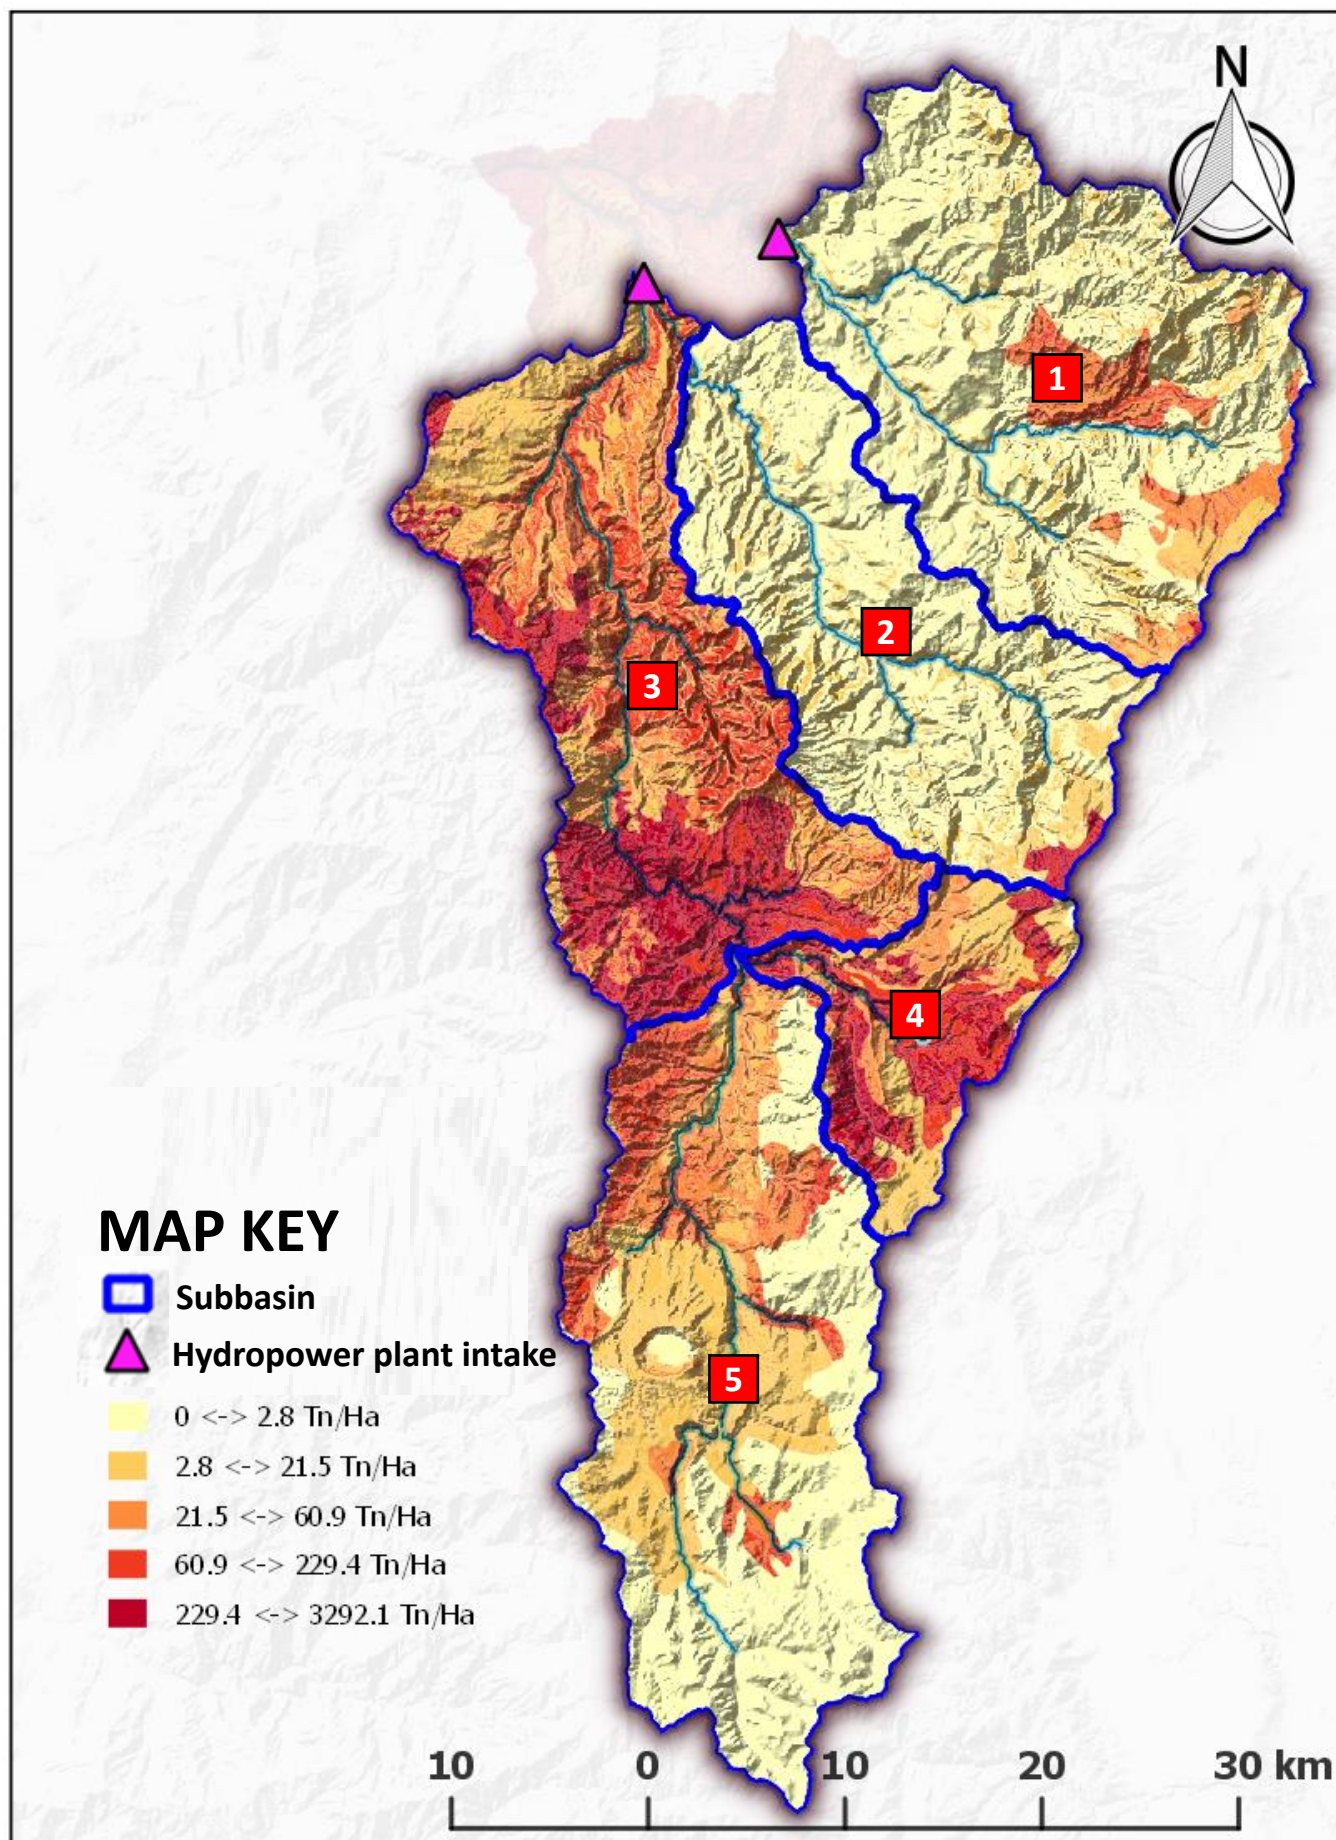 N
1
2
3
4
5
MAP KEY
Subbasin
Hydropower plant intake
0 <-> 2.8 Tn/Ha
2.8 <-> 21.5 Tn/Ha
21.5 <-> 60.9 Tn/Ha
60.9 <-> 229.4 Tn/Ha
229.4 <-> 3292.1 Tn/Ha
10 0 10 20 30 km